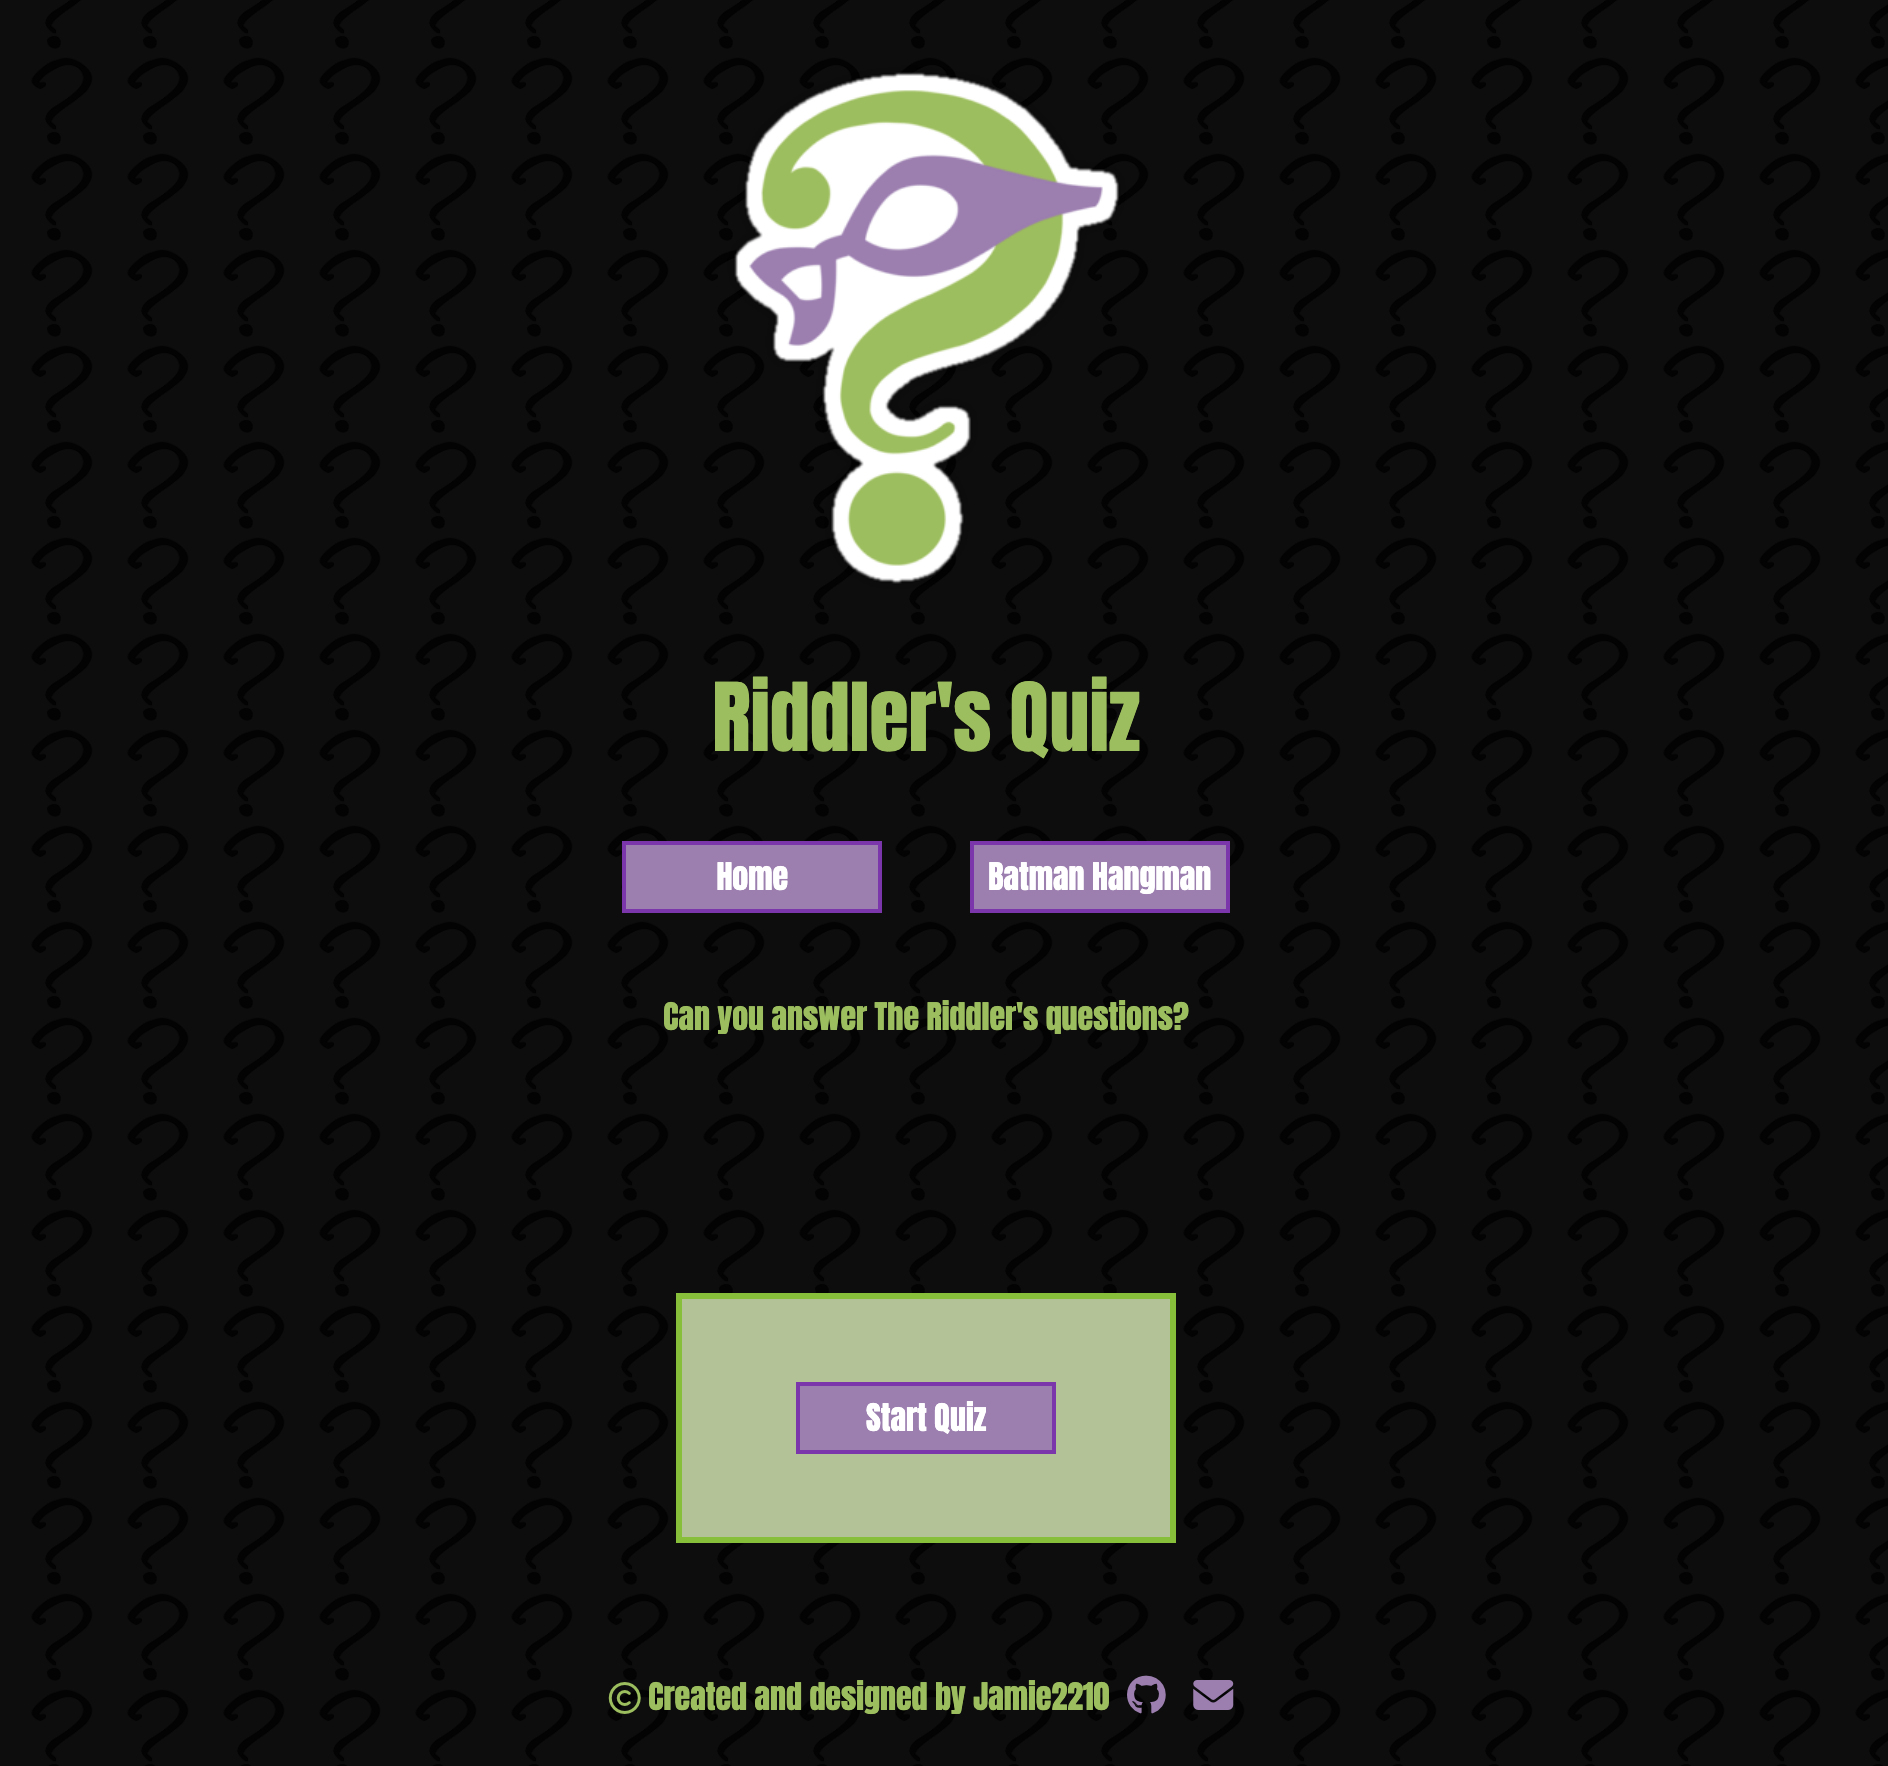 Riddler's Quiz
Home
Batman Hangman
Can you answer The Riddler's questions?
Start Quiz
© Created and designed by Jamie2210